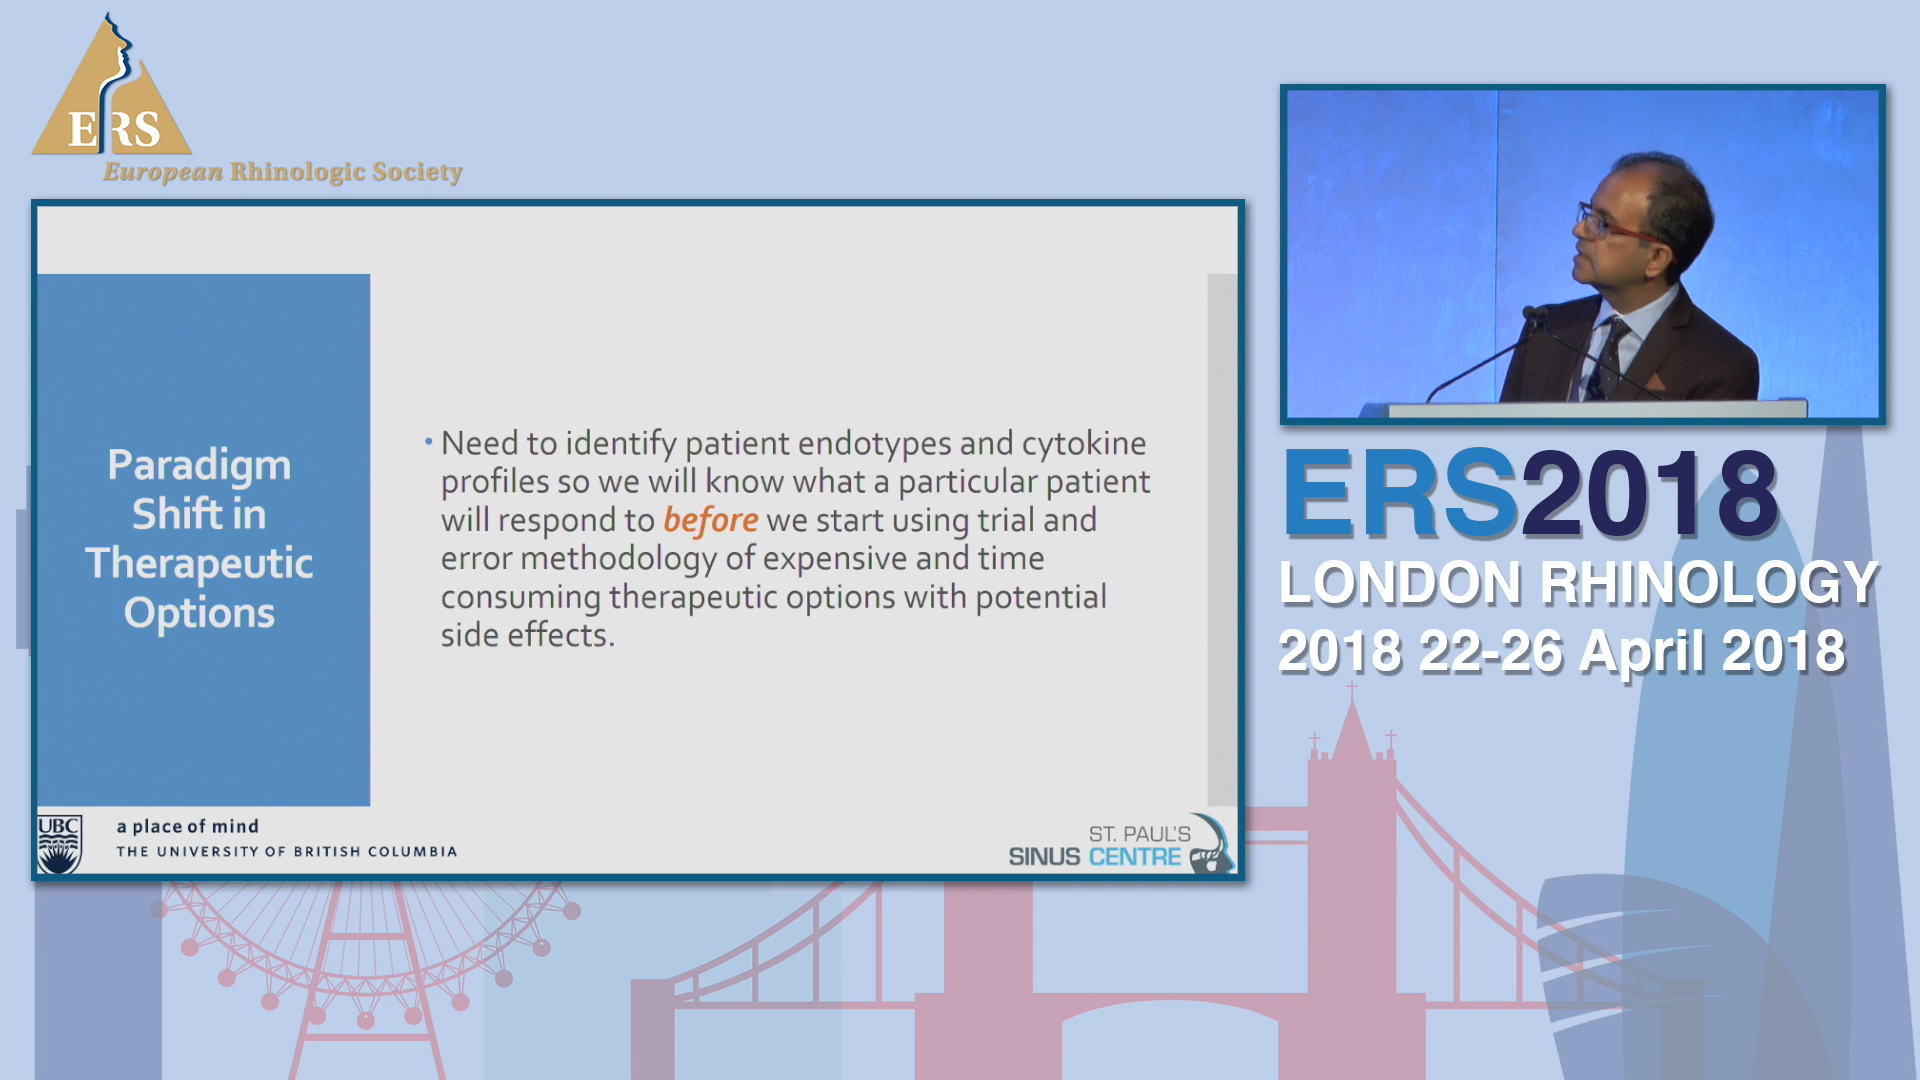 ERS
European Rhinologic Society
Paradigm
Shift in
Therapeutic
Options
• Need to identify patient endotypes and cytokine
profiles so we will know what a particular patient
will respond to before we start using trial and
error methodology of expensive and time
consuming therapeutic options with potential
side effects.
UBC
a place of mind
THE UNIVERSITY OF BRITISH COLUMBIA
ST. PAUL'S
SINUS CENTRE
ERS2018
LONDON RHINOLOGY
2018 22-26 April 2018